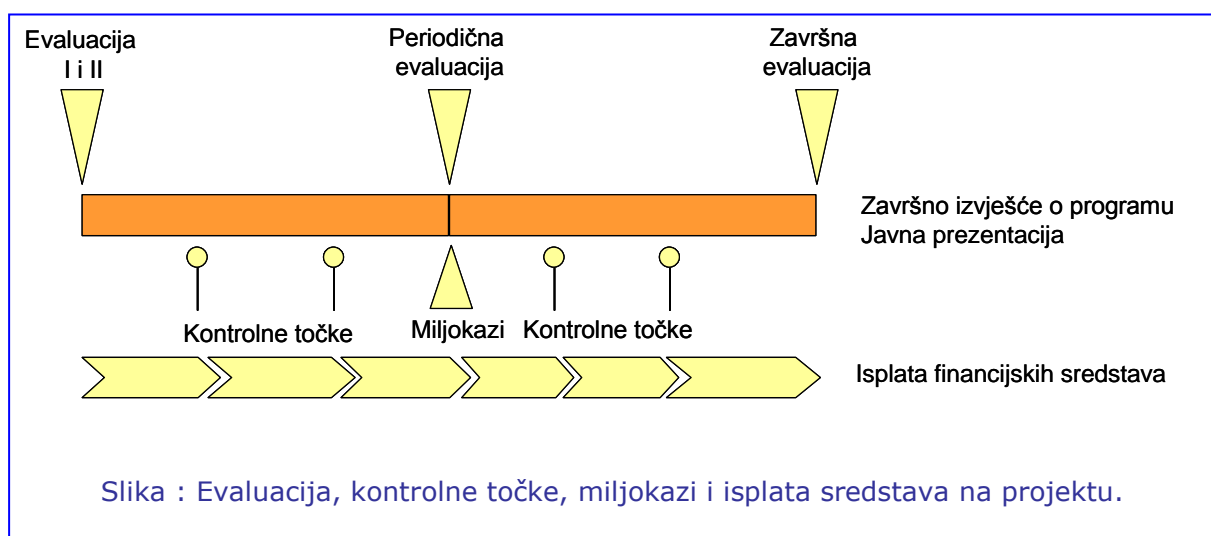 Evaluacija
I i II
Periodična
evaluacija
Završna
evaluacija
Završno izvješće o programu
Javna prezentacija
Kontrolne točke
Miljokazi
Kontrolne točke
Isplata financijskih sredstava
Slika : Evaluacija, kontrolne točke, miljokazi i isplata sredstava na projektu.